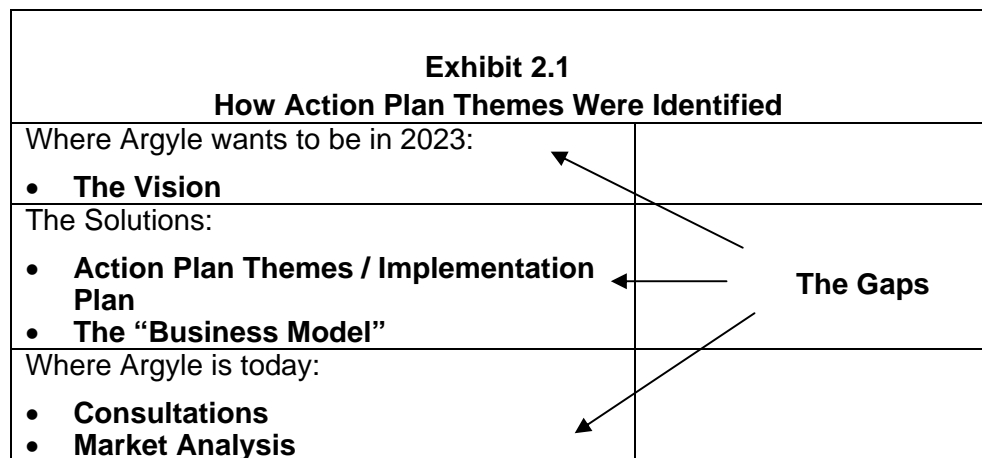 Exhibit 2.1
How Action Plan Themes Were Identified
Where Argyle wants to be in 2023:
• The Vision
The Solutions:
• Action Plan Themes / Implementation
Plan
• The “Business Model”
The Gaps
Where Argyle is today:
• Consultations
• Market Analysis